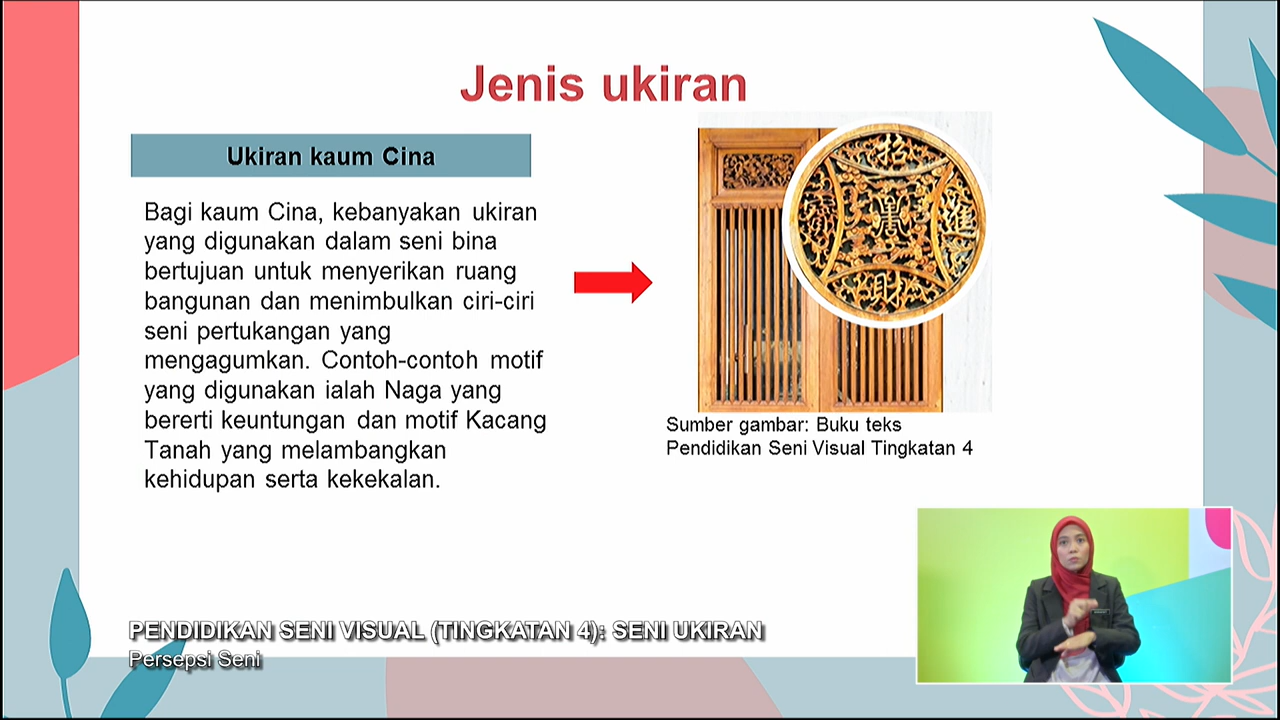 Jenis ukiran
Ukiran kaum Cina
Bagi kaum Cina, kebanyakan ukiran
yang digunakan dalam seni bina
bertujuan untuk menyerikan ruang
bangunan dan menimbulkan ciri-ciri
seni pertukangan yang
mengagumkan. Contoh-contoh motif
yang digunakan ialah Naga yang
bererti keuntungan dan motif Kacang
Tanah yang melambangkan
kehidupan serta kekekalan.
招
進
財
Sumber gambar: Buku teks
Pendidikan Seni Visual Tingkatan 4
PENDIDIKAN SENI VISUAL (TINGKATAN 4): SENI UKIRAN
Persepsi Seni